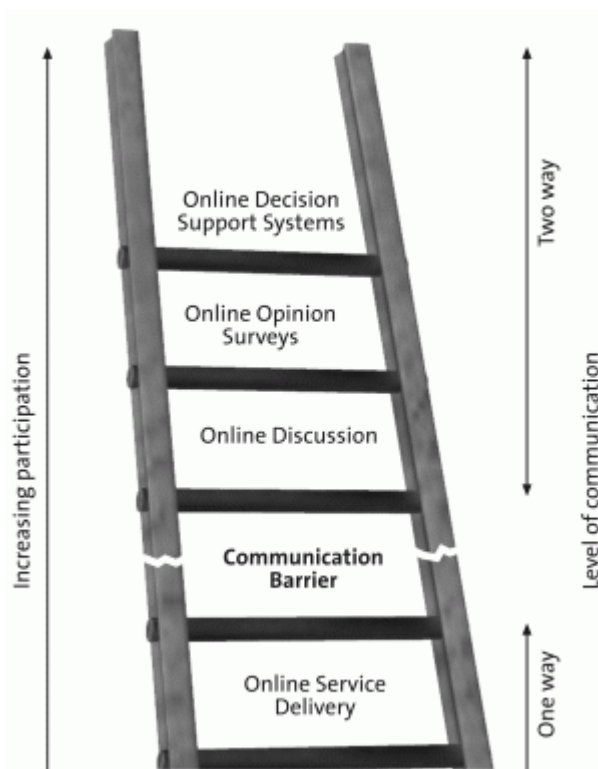 Online Decision
Support Systems
Two way
Online Opinion
Surveys
Increasing participation
Online Discussion
Level of communication
Communication
Barrier
Online Service
Delivery
One way